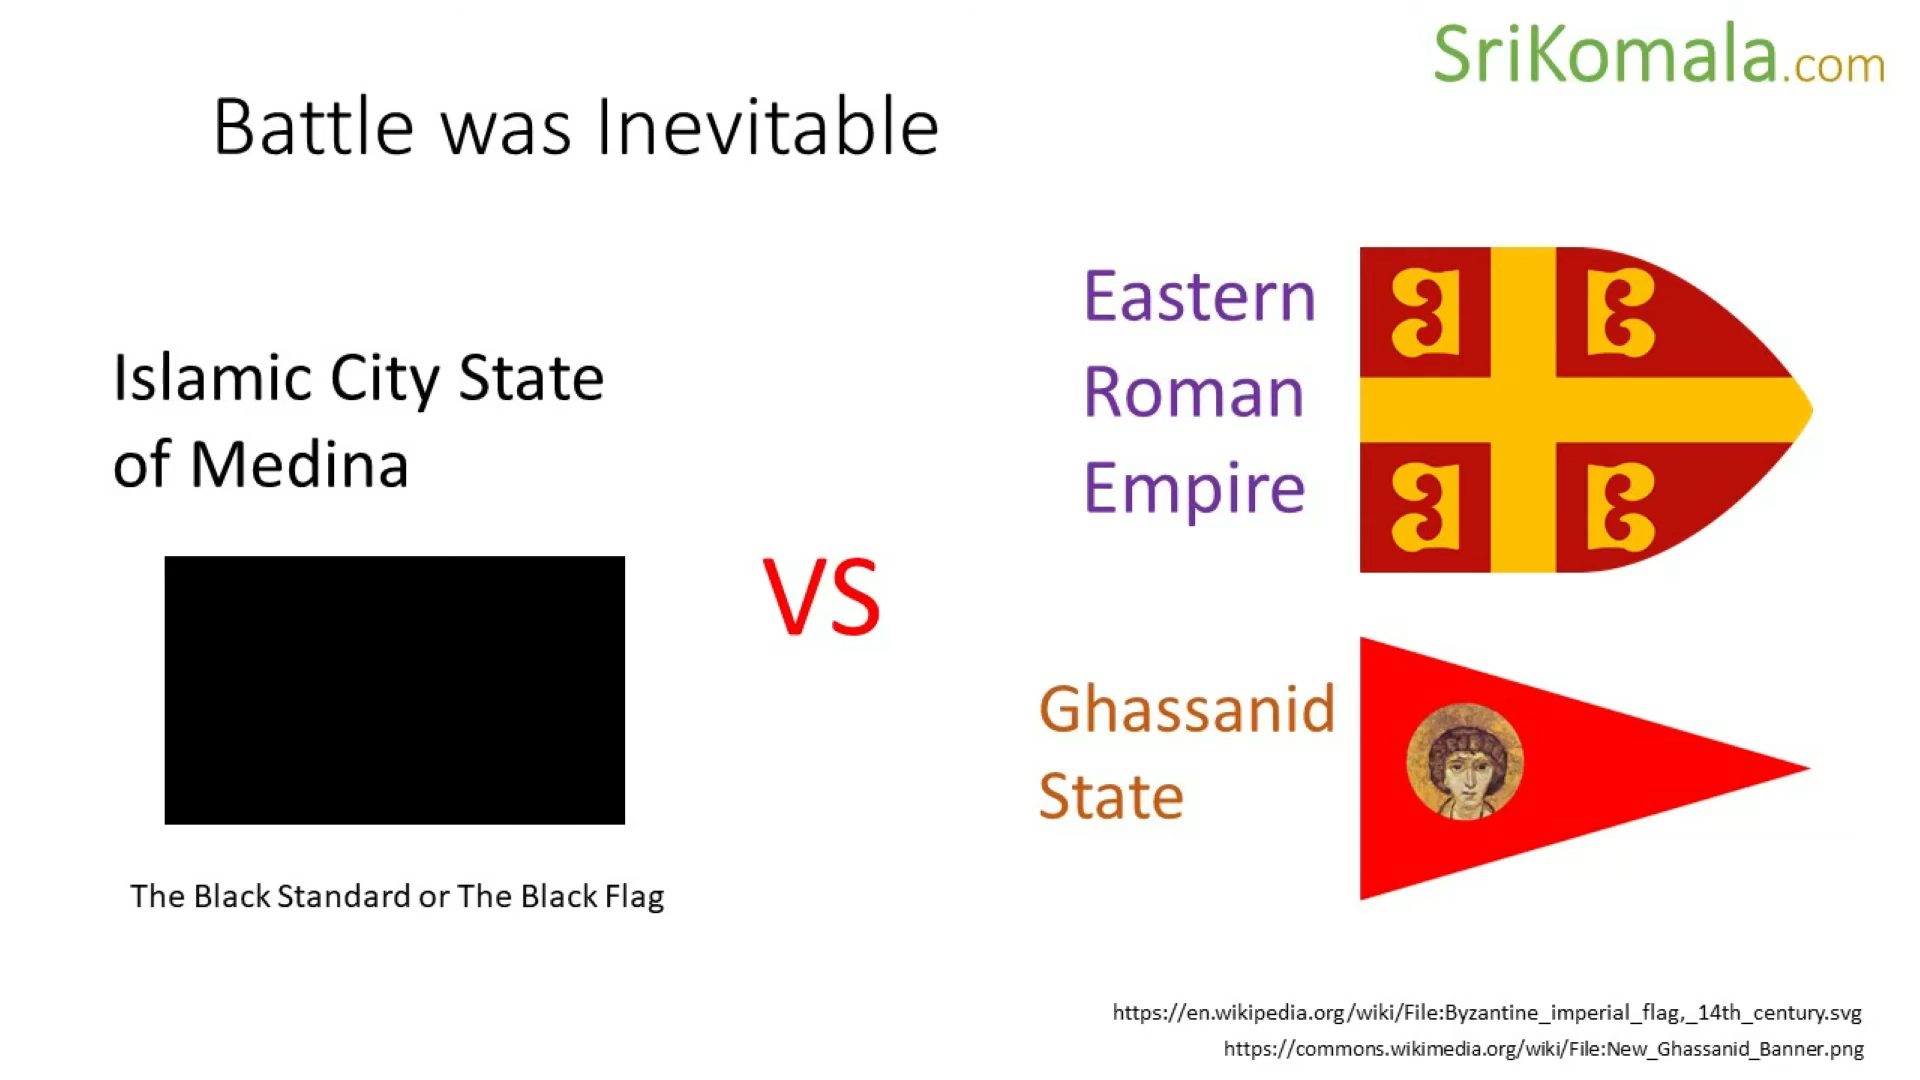 SriKomala.com
Battle was Inevitable
Islamic City State
of Medina
The Black Standard or The Black Flag
VS
Eastern
Roman
Empire
Ghassanid
State
https://en.wikipedia.org/wiki/File:Byzantine_imperial_flag,_14th_century.svg
https://commons.wikimedia.org/wiki/File:New_Ghassanid_Banner.png